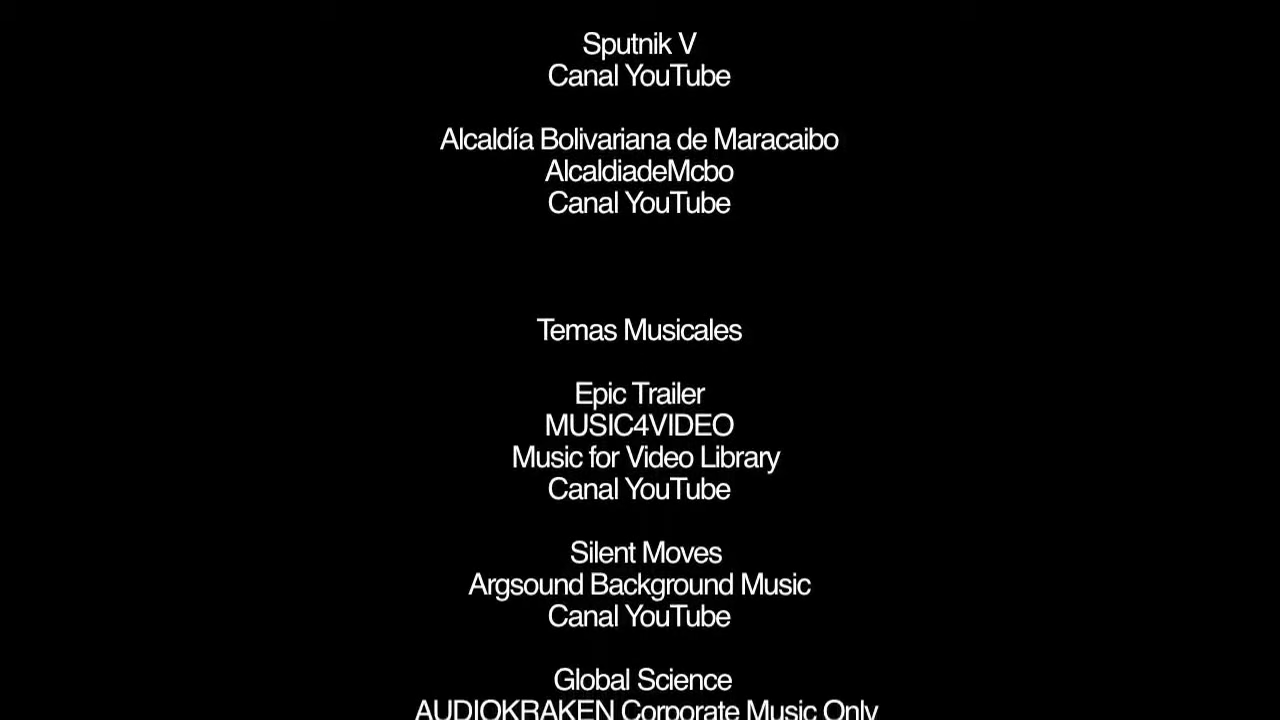 Sputnik V
Canal YouTube
Alcaldía Bolivariana de Maracaibo
AlcaldiadeMcbo
Canal YouTube
Temas Musicales
Epic Trailer
MUSIC4VIDEO
Music for Video Library
Canal YouTube
Silent Moves
Argsound Background Music
Canal YouTube
Global Science
AUDIOKRAKEN Corporate Music Only